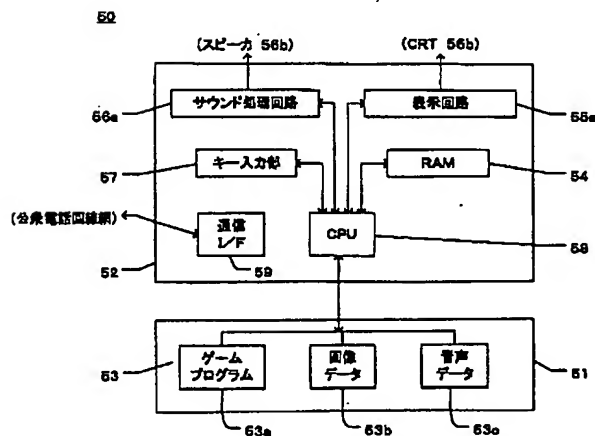 50
(スピーカ 56b)
(CRT 56b)
サウンド処理回路
表示回路
56a
55a
キー入力部
RAM
57
54
(公衆電話回線網)
通信
I/F
CPU
52
59
58
53
ゲーム
プログラム
画像
データ
音声
データ
51
53a
53b
53c